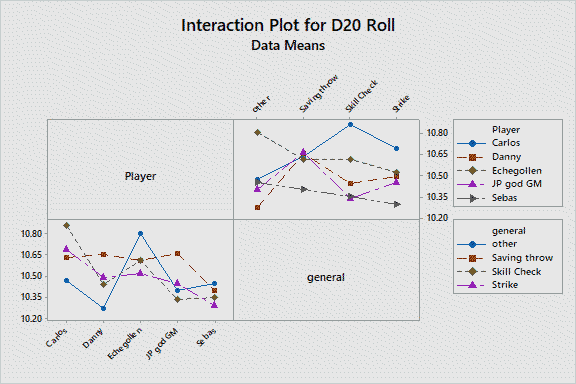 Interaction Plot for D20 Roll
Data Means
other
Saving throw
Skill Check
Strike
Player
10.80
10.65
10.50
10.35
10.20
Player
Carlos
Danny
Echegollen
JP god GM
Sebas
10.80
10.65
10.50
10.35
10.20
general
general
other
Saving throw
Skill Check
Strike
Carlos
Danny
Echegollen
JP god GM
Sebas